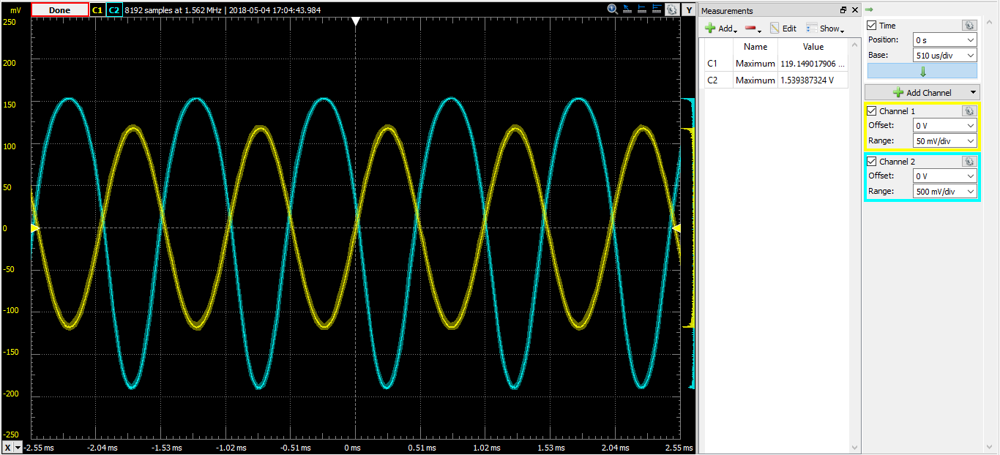 mV Done C1 C2 8192 samples at 1.562 MHz | 2018-05-04 17:04:43.984 Y
250
200
150
100
50
0
-50
-100
-150
-200
-250
X -2.55 ms -2.04 ms -1.53 ms -1.02 ms -0.51 ms 0 ms 0.51 ms 1.02 ms 1.53 ms 2.04 ms 2.55 ms
Measurements
Add Edit Show
Name Value
C1 Maximum 119.149017906 ...
C2 Maximum 1.539387324 V
Time
Position: 0 s
Base: 510 us/div
Add Channel
Channel 1
Offset: 0 V
Range: 50 mV/div
Channel 2
Offset: 0 V
Range: 500 mV/div